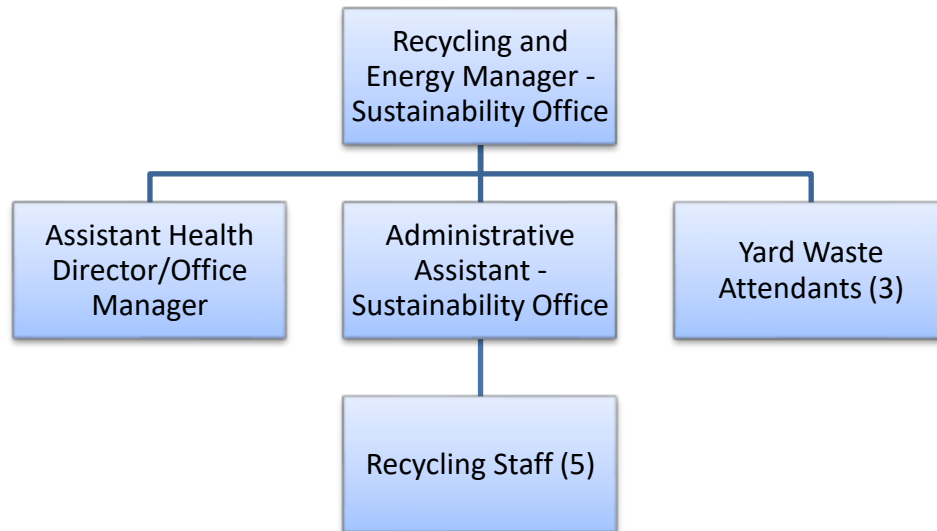 Recycling and
Energy Manager -
Sustainability Office
Assistant Health
Director/Office
Manager
Administrative
Assistant -
Sustainability Office
Yard Waste
Attendants (3)
Recycling Staff (5)